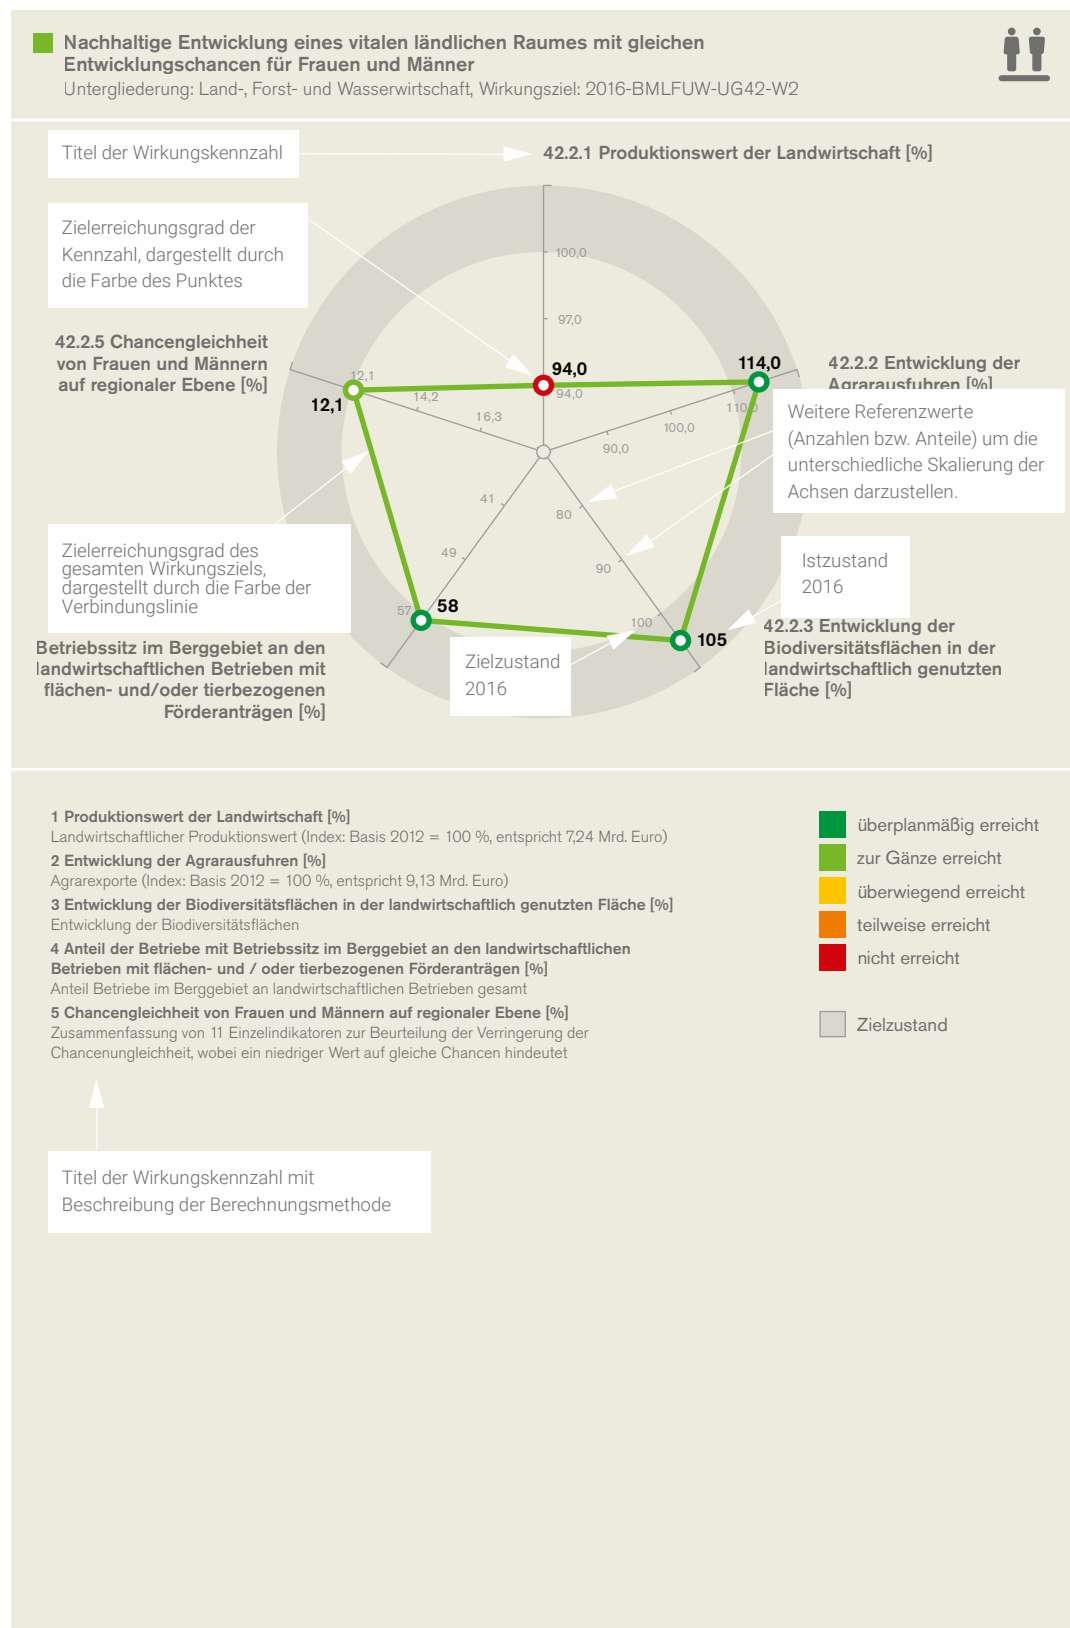 Nachhaltige Entwicklung eines vitalen ländlichen Raumes mit gleichen
Entwicklungschancen für Frauen und Männer
Untergliederung: Land-, Forst- und Wasserwirtschaft, Wirkungsziel: 2016-BMLFUW-UG42-W2
Titel der Wirkungskennzahl
42.2.1 Produktionswert der Landwirtschaft [%]
Zielerreichungsgrad der
Kennzahl, dargestellt durch
die Farbe des Punktes
100,0
97,0
94,0
94,0
42.2.5 Chancengleichheit
von Frauen und Männern
auf regionaler Ebene [%]
12,1
12,1
14,2
16,3
114,0
110,0
100,0
90,0
42.2.2 Entwicklung der
Agrarausfuhren [%]
Weitere Referenzwerte
(Anzahlen bzw. Anteile) um die
unterschiedliche Skalierung der
Achsen darzustellen.
41
49
57
58
80
90
100
105
Zielerreichungsgrad des
gesamten Wirkungsziels,
dargestellt durch die Farbe der
Verbindungslinie
Istzustand
2016
Zielzustand
2016
Betriebssitz im Berggebiet an den
landwirtschaftlichen Betrieben mit
flächen- und/oder tierbezogenen
Förderanträgen [%]
42.2.3 Entwicklung der
Biodiversitätsflächen in der
landwirtschaftlich genutzten
Fläche [%]
1 Produktionswert der Landwirtschaft [%]
Landwirtschaftlicher Produktionswert (Index: Basis 2012 = 100 %, entspricht 7,24 Mrd. Euro)
2 Entwicklung der Agrarausfuhren [%]
Agrarexporte (Index: Basis 2012 = 100 %, entspricht 9,13 Mrd. Euro)
3 Entwicklung der Biodiversitätsflächen in der landwirtschaftlich genutzten Fläche [%]
Entwicklung der Biodiversitätsflächen
4 Anteil der Betriebe mit Betriebssitz im Berggebiet an den landwirtschaftlichen
Betrieben mit flächen- und / oder tierbezogenen Förderanträgen [%]
Anteil Betriebe im Berggebiet an landwirtschaftlichen Betrieben gesamt
5 Chancengleichheit von Frauen und Männern auf regionaler Ebene [%]
Zusammenfassung von 11 Einzelindikatoren zur Beurteilung der Verringerung der
Chancenungleichheit, wobei ein niedriger Wert auf gleiche Chancen hindeutet
überplanmäßig erreicht
zur Gänze erreicht
überwiegend erreicht
teilweise erreicht
nicht erreicht
Zielzustand
Titel der Wirkungskennzahl mit
Beschreibung der Berechnungsmethode